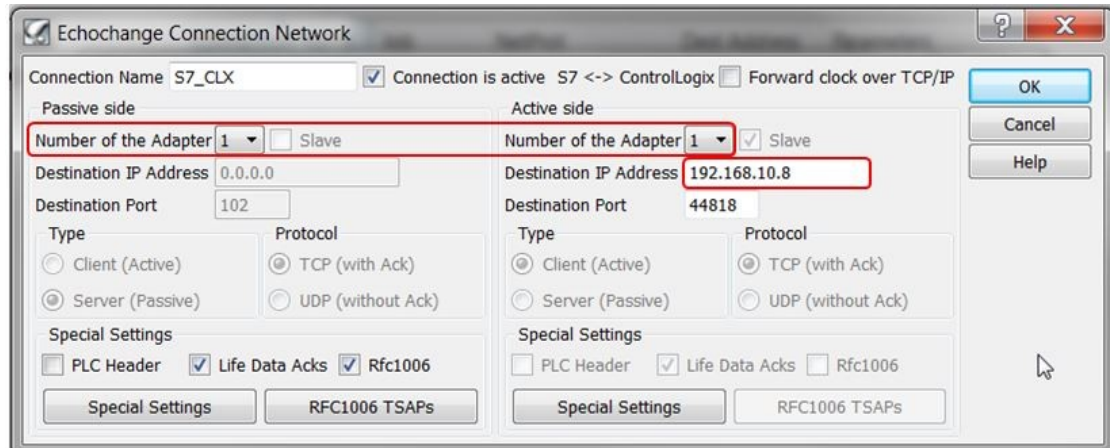 Echochange Connection Network
Connection Name S7_CLX Connection is active S7 <-> ControlLogix Forward clock over TCP/IP
OK
Cancel
Help
Passive side
Number of the Adapter 1 Slave
Destination IP Address 0.0.0.0
Destination Port 102
Type
Client (Active)
Server (Passive)
Protocol
TCP (with Ack)
UDP (without Ack)
Special Settings
PLC Header Life Data Acks Rfc1006
Special Settings RFC1006 TSAPs
Active side
Number of the Adapter 1 Slave
Destination IP Address 192.168.10.8
Destination Port 44818
Type
Client (Active)
Server (Passive)
Protocol
TCP (with Ack)
UDP (without Ack)
Special Settings
PLC Header Life Data Acks Rfc1006
Special Settings RFC1006 TSAPs